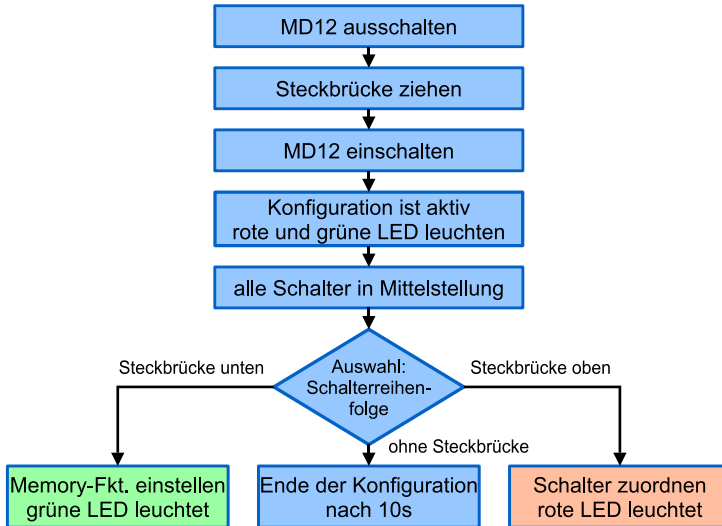 MD12 ausschalten
Steckbrücke ziehen
MD12 einschalten
Konfiguration ist aktiv
rote und grüne LED leuchten
alle Schalter in Mittelstellung
Auswahl:
Schalterreihen-
folge
Steckbrücke unten
Steckbrücke oben
ohne Steckbrücke
Memory-Fkt. einstellen
grüne LED leuchtet
Ende der Konfiguration
nach 10s
Schalter zuordnen
rote LED leuchtet